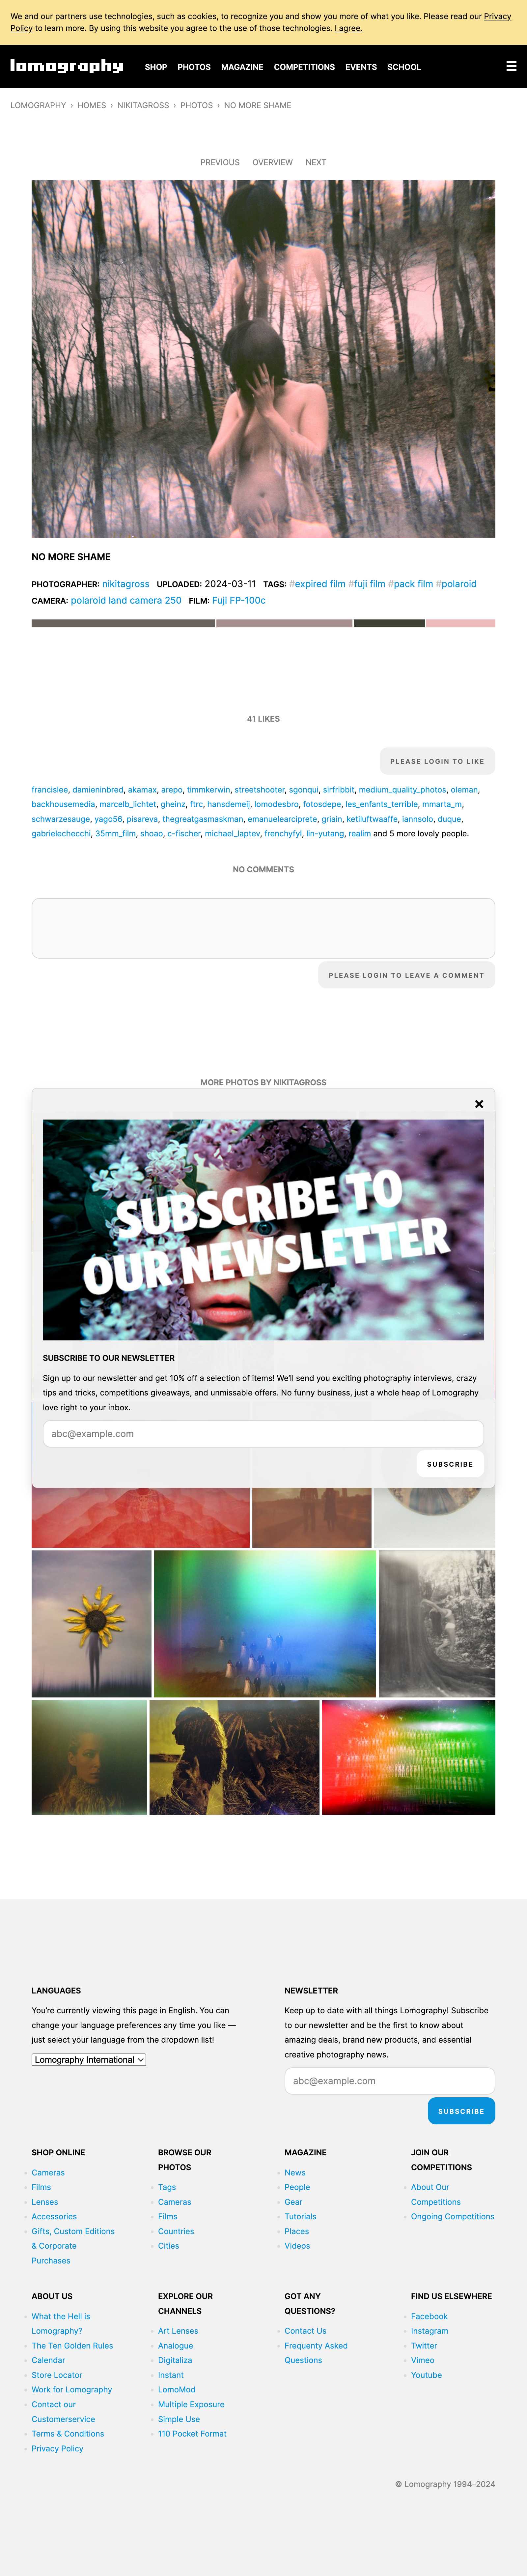 We and our partners use technologies, such as cookies, to recognize you and show you more of what you like. Please read our Privacy
Policy to learn more. By using this website you agree to the use of those technologies. I agree.
lomography
SHOP PHOTOS MAGAZINE COMPETITIONS EVENTS SCHOOL
LOMOGRAPHY › HOMES › NIKITAGROSS › PHOTOS › NO MORE SHAME
PREVIOUS OVERVIEW NEXT
NO MORE SHAME
PHOTOGRAPHER: nikitagross UPLOADED: 2024-03-11 TAGS: #expired film #fuji film #pack film #polaroid
CAMERA: polaroid land camera 250 FILM: Fuji FP-100c
41 LIKES
PLEASE LOGIN TO LIKE
francislee, damieninbred, akamax, arepo, timmkerwin, streetshooter, sgonqui, sirfribbit, medium_quality_photos, oleman,
backhousemedia, marcelb_lichtet, gheinz, ftrc, hansdemeij, lomodesbro, fotosdepe, les_enfants_terrible, mmarta_m,
schwarzesauge, yago56, pisareva, thegreatgasmaskman, emanuelearciprete, griain, ketiluftwaaffe, iannsolo, duque,
gabrielechecchi, 35mm_film, shoao, c-fischer, michael_laptev, frenchyfyl, lin-yutang, realim and 5 more lovely people.
NO COMMENTS
PLEASE LOGIN TO LEAVE A COMMENT
MORE PHOTOS BY NIKITAGROSS
×
SUBSCRIBE TO
OUR NEWSLETTER
SUBSCRIBE TO OUR NEWSLETTER
Sign up to our newsletter and get 10% off a selection of items! We'll send you exciting photography interviews, crazy
tips and tricks, competitions giveaways, and unmissable offers. No funny business, just a whole heap of Lomography
love right to your inbox.
abc@example.com
SUBSCRIBE
LANGUAGES
You're currently viewing this page in English. You can
change your language preferences any time you like —
just select your language from the dropdown list!
Lomography International
NEWSLETTER
Keep up to date with all things Lomography! Subscribe
to our newsletter and be the first to know about
amazing deals, brand new products, and essential
creative photography news.
abc@example.com
SUBSCRIBE
SHOP ONLINE
Cameras
Films
Lenses
Accessories
Gifts, Custom Editions
& Corporate
Purchases
BROWSE OUR
PHOTOS
Tags
Cameras
Films
Countries
Cities
MAGAZINE
News
People
Gear
Tutorials
Places
Videos
JOIN OUR
COMPETITIONS
About Our
Competitions
Ongoing Competitions
ABOUT US
What the Hell is
Lomography?
The Ten Golden Rules
Calendar
Store Locator
Work for Lomography
Contact our
Customerservice
Terms & Conditions
Privacy Policy
EXPLORE OUR
CHANNELS
Art Lenses
Analogue
Digitaliza
Instant
LomoMod
Multiple Exposure
Simple Use
110 Pocket Format
GOT ANY
QUESTIONS?
Contact Us
Frequenty Asked
Questions
FIND US ELSEWHERE
Facebook
Instagram
Twitter
Vimeo
Youtube
© Lomography 1994–2024